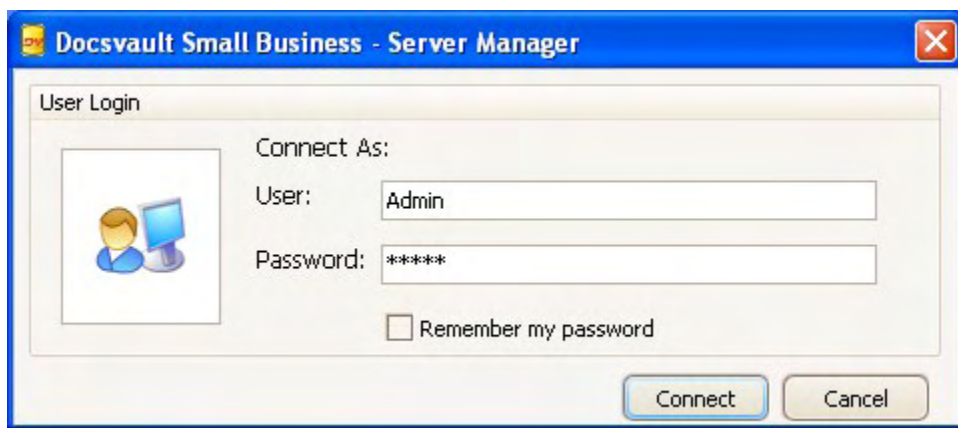 Docsvault Small Business - Server Manager
User Login
Connect As:
User: Admin
Password: *****
Remember my password
Connect Cancel